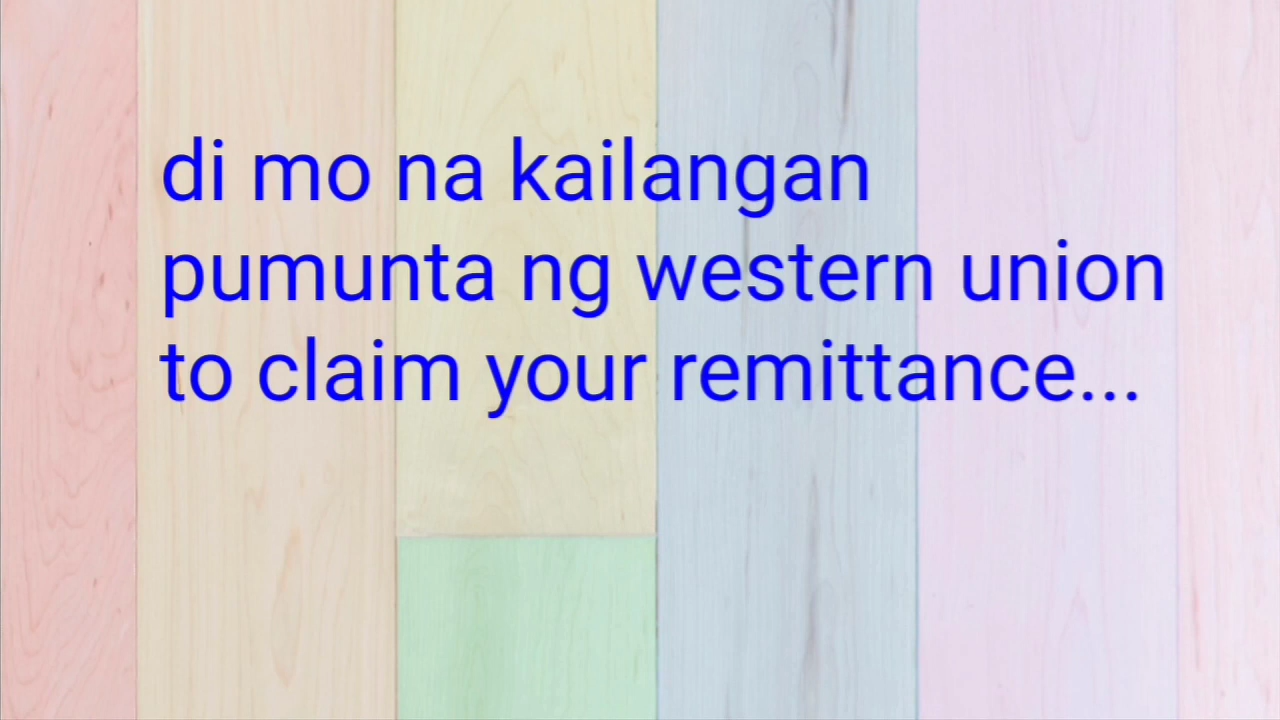 di mo na kailangan
pumunta ng western union
to claim your remittance...